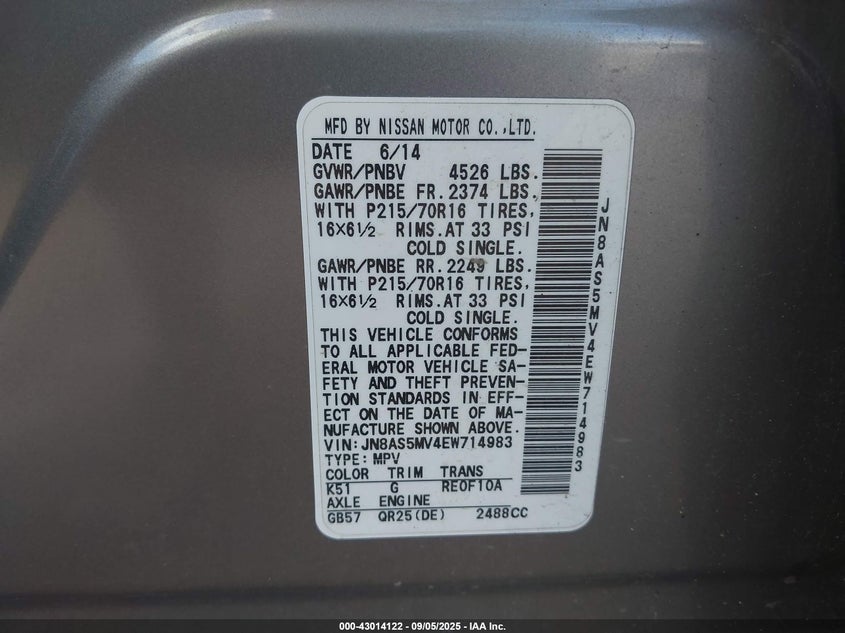 MFD BY NISSAN MOTOR CO.,LTD.
DATE 6/14
GVWR/PNBV 4526 LBS.
GAWR/PNBE FR. 2374 LBS.
WITH P215/70R16 TIRES,
16×6½ RIMS. AT 33 PSI
COLD SINGLE.
GAWR/PNBE RR. 2249 LBS.
WITH P215/70R16 TIRES,
16×6½ RIMS. AT 33 PSI
COLD SINGLE.
THIS VEHICLE CONFORMS
TO ALL APPLICABLE FED-
ERAL MOTOR VEHICLE SA-
FETY AND THEFT PREVEN-
TION STANDARDS IN EFF-
ECT ON THE DATE OF MA-
NUFACTURE SHOWN ABOVE.
VIN: JN8AS5MV4EW714983
TYPE: MPV
COLOR TRIM TRANS
K51 G RE0F10A
AXLE ENGINE
GB57 QR25(DE) 2488CC
JN8AS5MV4EW714983
000-43014122 - 09/05/2025 - IAA Inc.